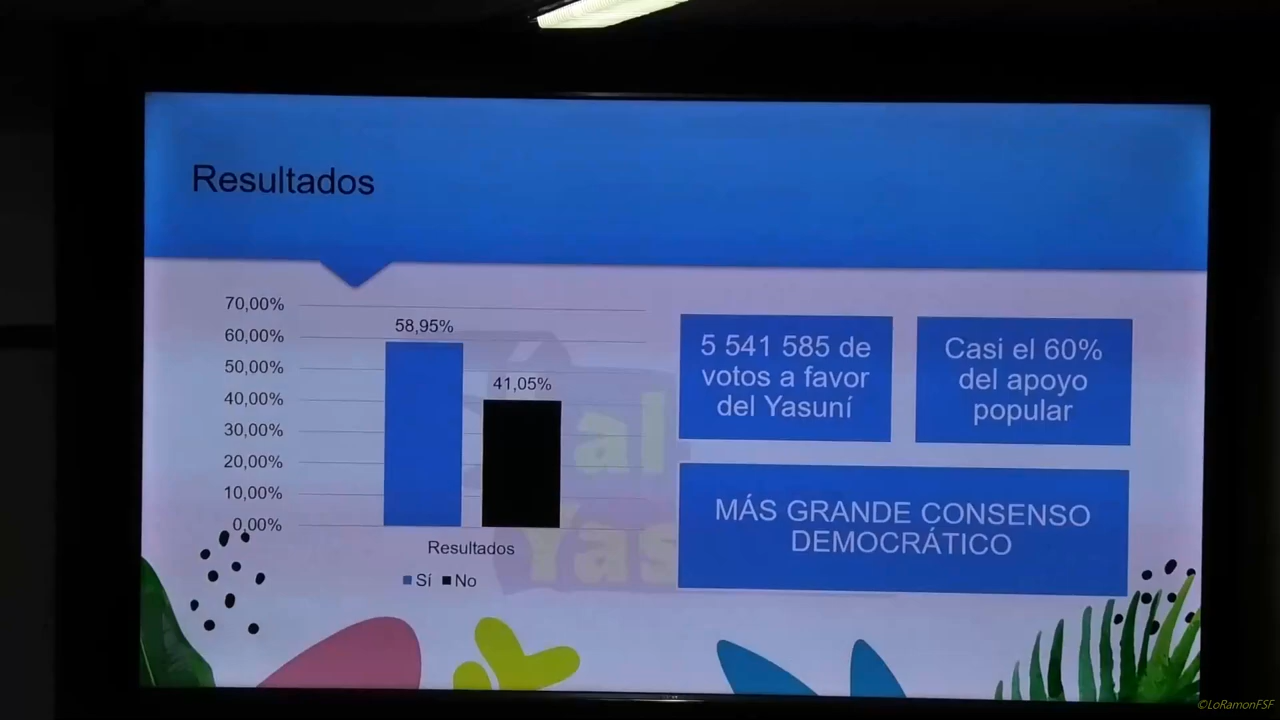 Resultados
70,00%
60,00%
50,00%
40,00%
30,00%
20,00%
10,00%
0,00%
58,95%
41,05%
Resultados
Sí No
5 541 585 de
votos a favor
del Yasuní
Casi el 60%
del apoyo
popular
MÁS GRANDE CONSENSO
DEMOCRÁTICO
al
Yas
©LoRamonFSF